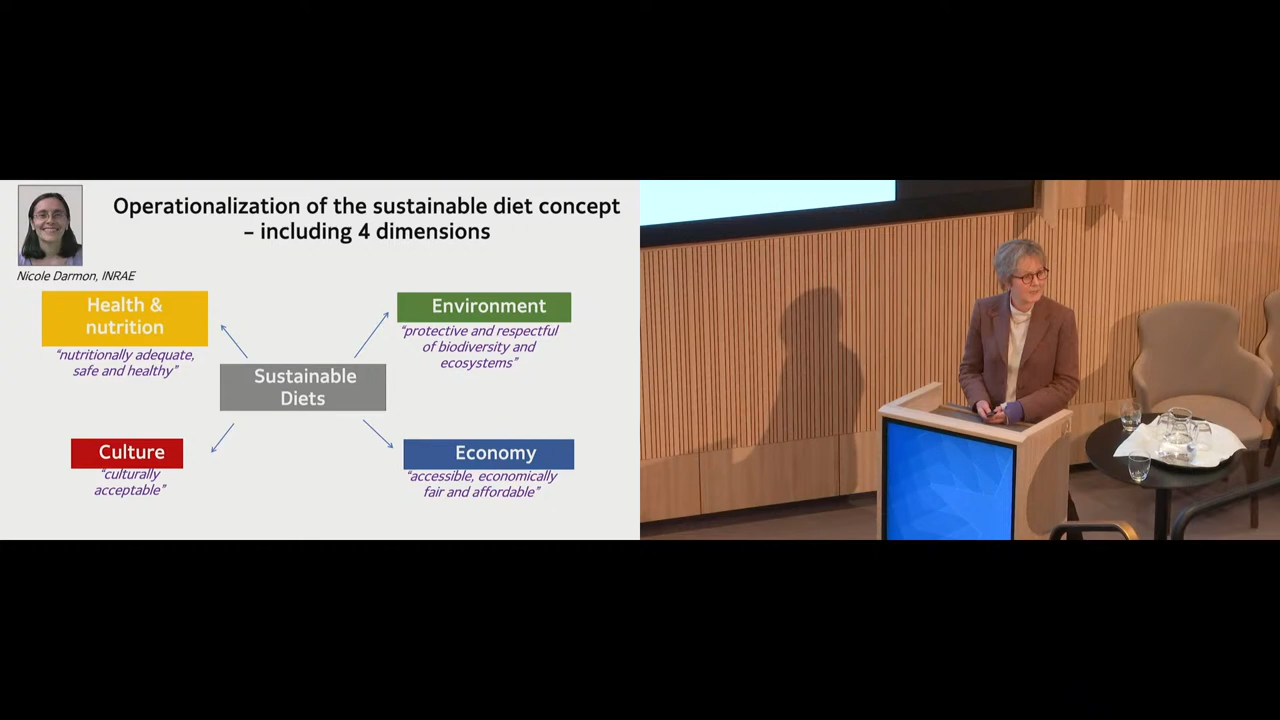 Operationalization of the sustainable diet concept
– including 4 dimensions
Nicole Darmon, INRAE
Health &
nutrition
"nutritionally adequate,
safe and healthy"
Environment
"protective and respectful
of biodiversity and
ecosystems"
Sustainable
Diets
Culture
"culturally
acceptable"
Economy
"accessible, economically
fair and affordable"